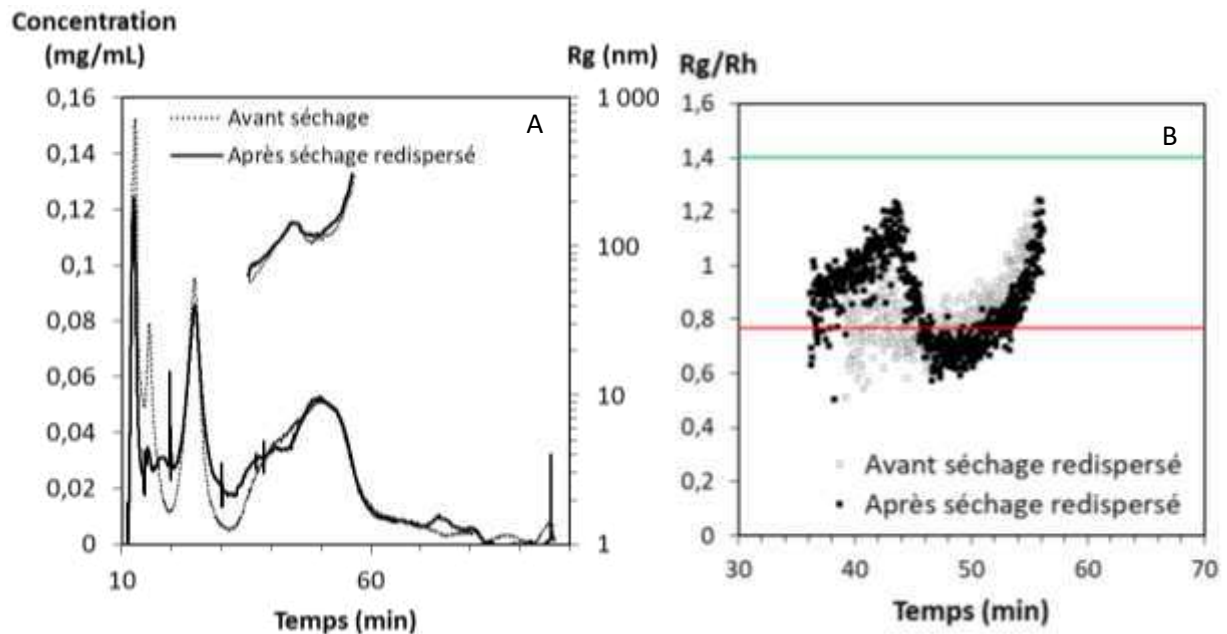 Concentration
(mg/mL)
Rg (nm)
0,16
0,14
0,12
0,1
0,08
0,06
0,04
0,02
0
1 000
100
10
1
Avant séchage
Après séchage redispersé
A
10
60
Temps (min)
Rg/Rh
1,6
1,4
1,2
1
0,8
0,6
0,4
0,2
0
B
Avant séchage redispersé
Après séchage redispersé
30
40
50
60
70
Temps (min)